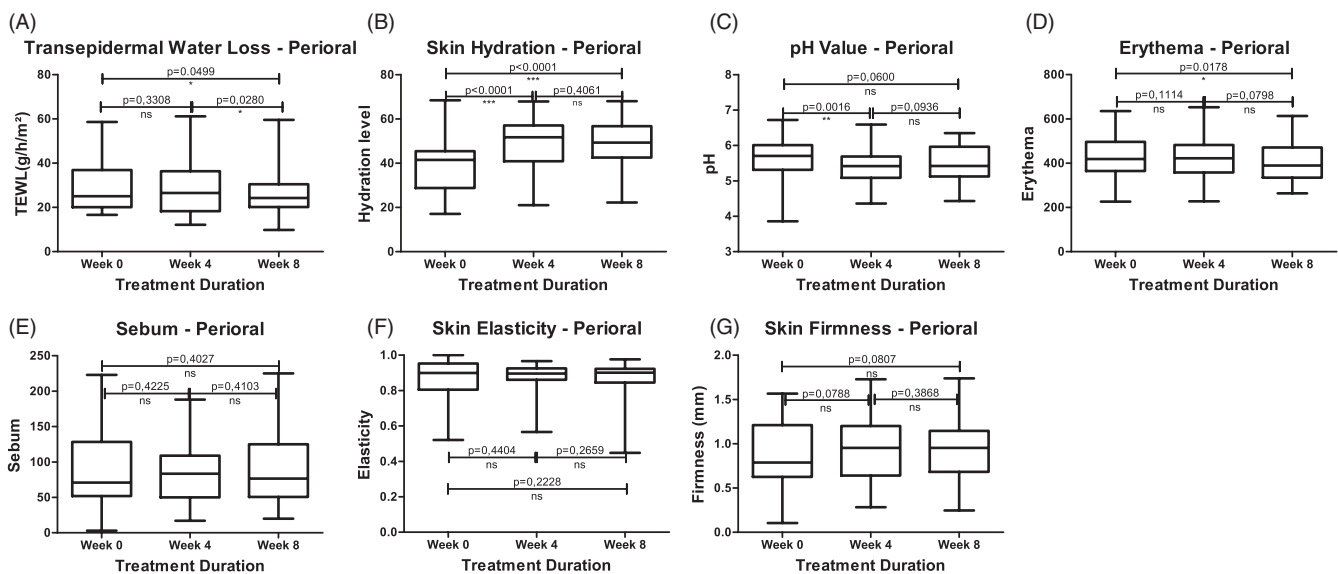 (A)
Transepidermal Water Loss - Perioral
80
60
40
20
0
TEWL(g/h/m²)
p=0.0499
*
p=0,3308
ns
p=0,0280
*
Week 0 Week 4 Week 8
Treatment Duration
(B)
Skin Hydration - Perioral
80
60
40
20
0
Hydration level
p<0.0001
***
p<0.0001
***
p=0,4061
ns
Week 0 Week 4 Week 8
Treatment Duration
(C)
pH Value - Perioral
8
7
6
5
4
3
pH
p=0,0600
ns
p=0.0016
**
p=0,0936
ns
Week 0 Week 4 Week 8
Treatment Duration
(D)
Erythema - Perioral
800
600
400
200
0
Erythema
p=0.0178
*
p=0,1114
ns
p=0,0798
ns
Week 0 Week 4 Week 8
Treatment Duration
(E)
Sebum - Perioral
250
200
150
100
50
0
Sebum
p=0,4027
ns
p=0,4225
ns
p=0,4103
ns
Week 0 Week 4 Week 8
Treatment Duration
(F)
Skin Elasticity - Perioral
1.0
0.8
0.6
0.4
0.2
0.0
Elasticity
p=0,4404
ns
p=0,2659
ns
p=0,2228
ns
Week 0 Week 4 Week 8
Treatment Duration
(G)
Skin Firmness - Perioral
2.0
1.5
1.0
0.5
0.0
Firmness (mm)
p=0,0807
ns
p=0,0788
ns
p=0,3868
ns
Week 0 Week 4 Week 8
Treatment Duration